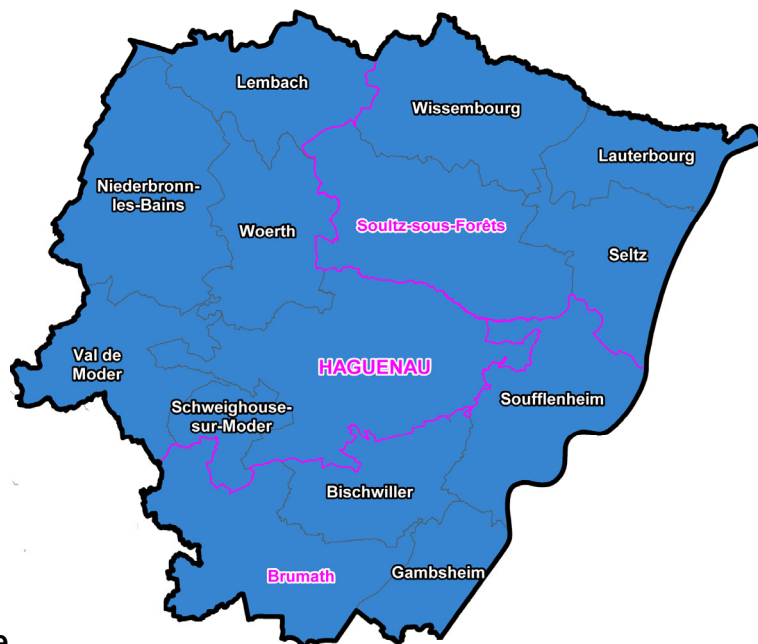 Lembach
Wissembourg
Lauterbourg
Niederbronn-
les-Bains
Woerth
Soultz-sous-Forêts
Seltz
Val de
Moder
HAGUENAU
Soufflenheim
Schweighouse-
sur-Moder
Bischwiller
Brumath
Gambsheim